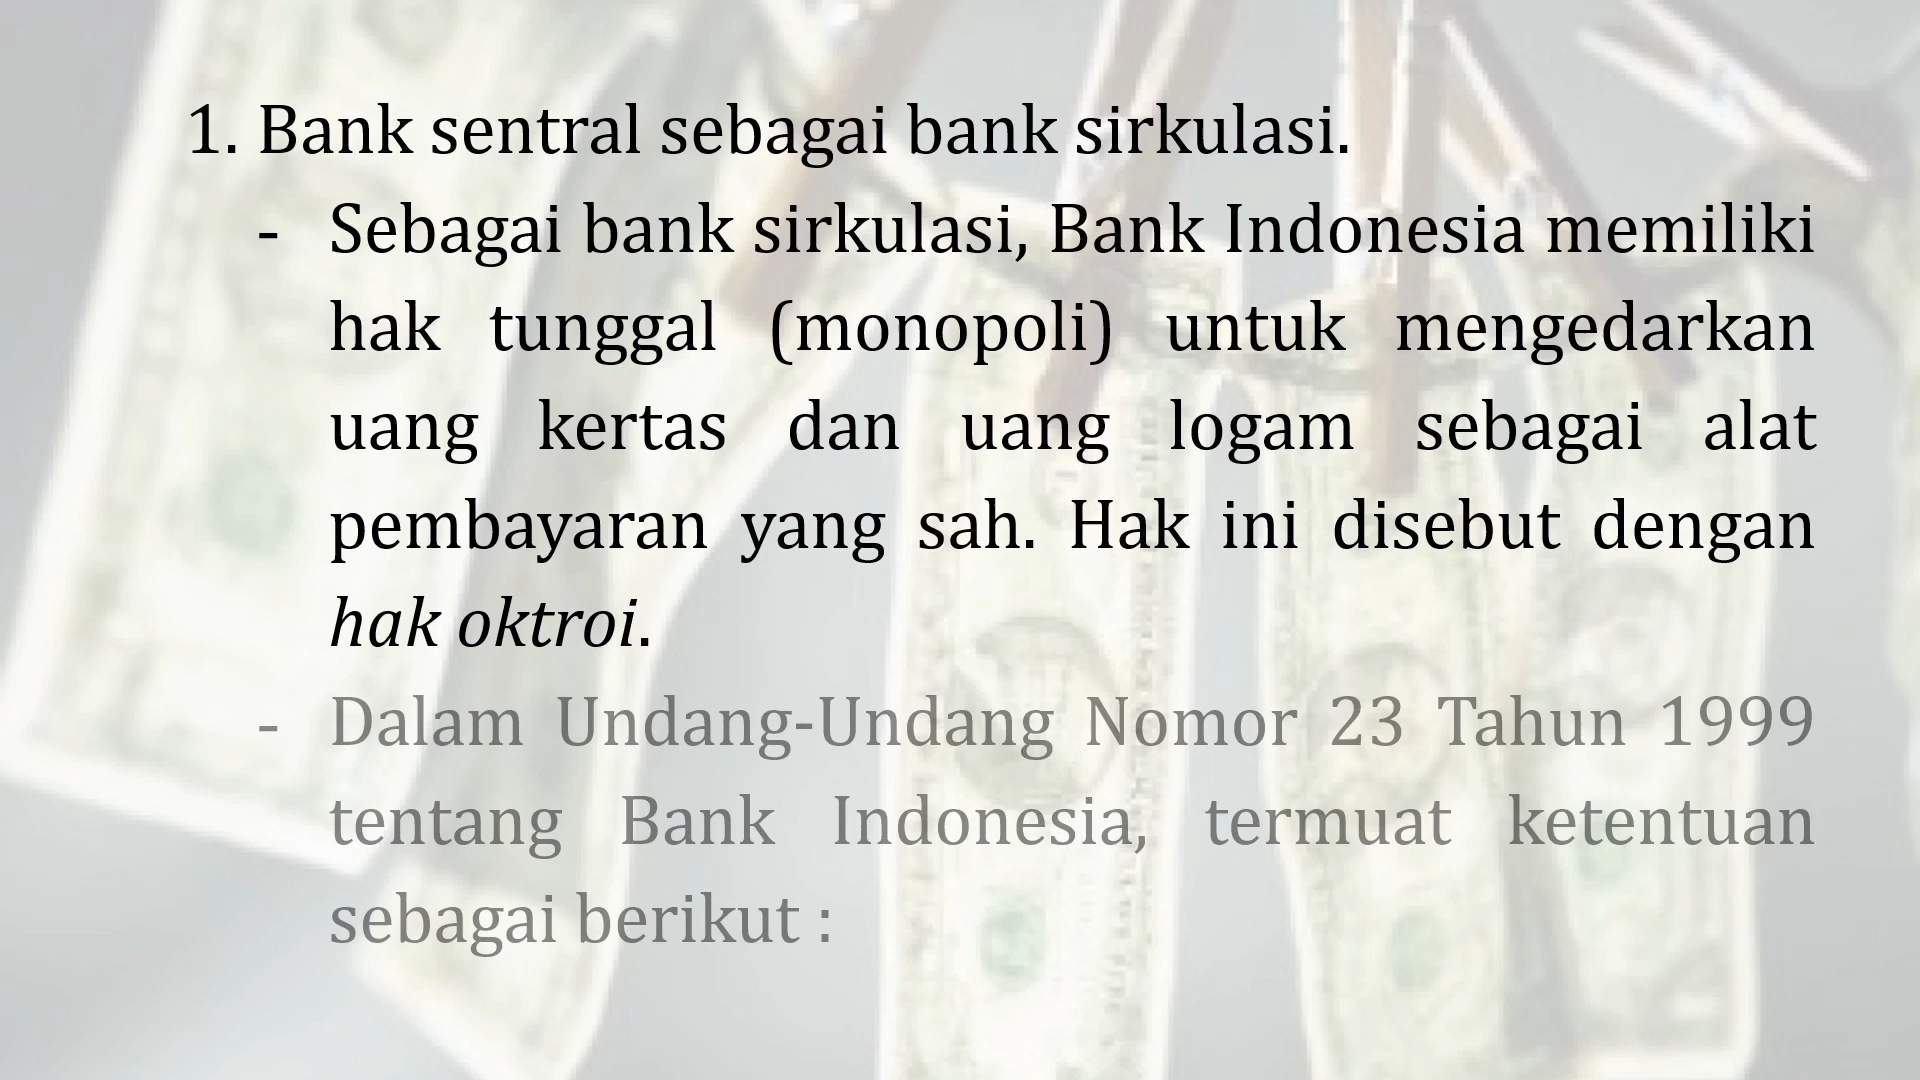 1. Bank sentral sebagai bank sirkulasi.
- Sebagai bank sirkulasi, Bank Indonesia memiliki
hak tunggal (monopoli) untuk mengedarkan
uang kertas dan uang logam sebagai alat
pembayaran yang sah. Hak ini disebut dengan
hak oktroi.
- Dalam Undang-Undang Nomor 23 Tahun 1999
tentang Bank Indonesia, termuat ketentuan
sebagai berikut :